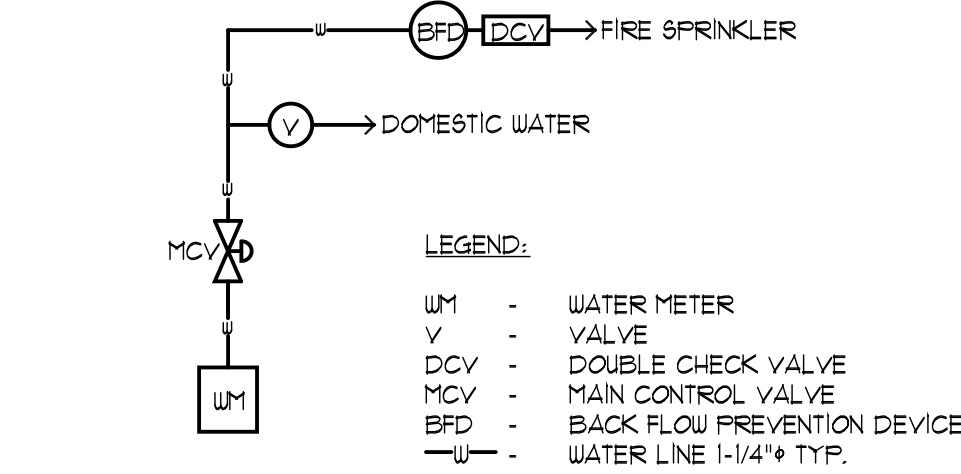 W
BFD DCV FIRE SPRINKLER
W
V DOMESTIC WATER
W
MCV
W
WM
LEGEND:
WM - WATER METER
V - VALVE
DCV - DOUBLE CHECK VALVE
MCV - MAIN CONTROL VALVE
BFD - BACK FLOW PREVENTION DEVICE
W - WATER LINE 1-1/4"φ TYP.